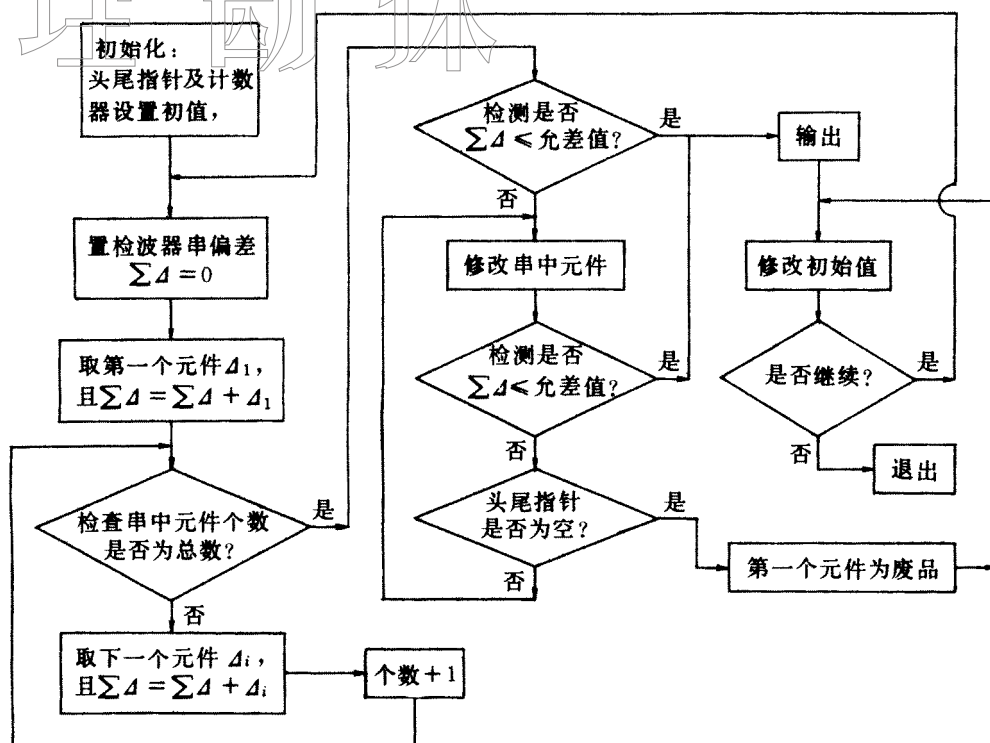 初始化：
头尾指针及计数
器设置初值，
置检波器串偏差
∑Δ=0
取第一个元件Δ₁，
且∑Δ=∑Δ+Δ₁
检查串中元件个数
是否为总数？
是
否
取下一个元件 Δi，
且∑Δ=∑Δ+Δi
个数+1
检测是否
∑Δ≤允差值？
是
否
修改串中元件
检测是否
∑Δ≤允差值？
是
否
头尾指针
是否为空？
是
否
输出
修改初始值
是否继续？
是
否
退出
第一个元件为废品